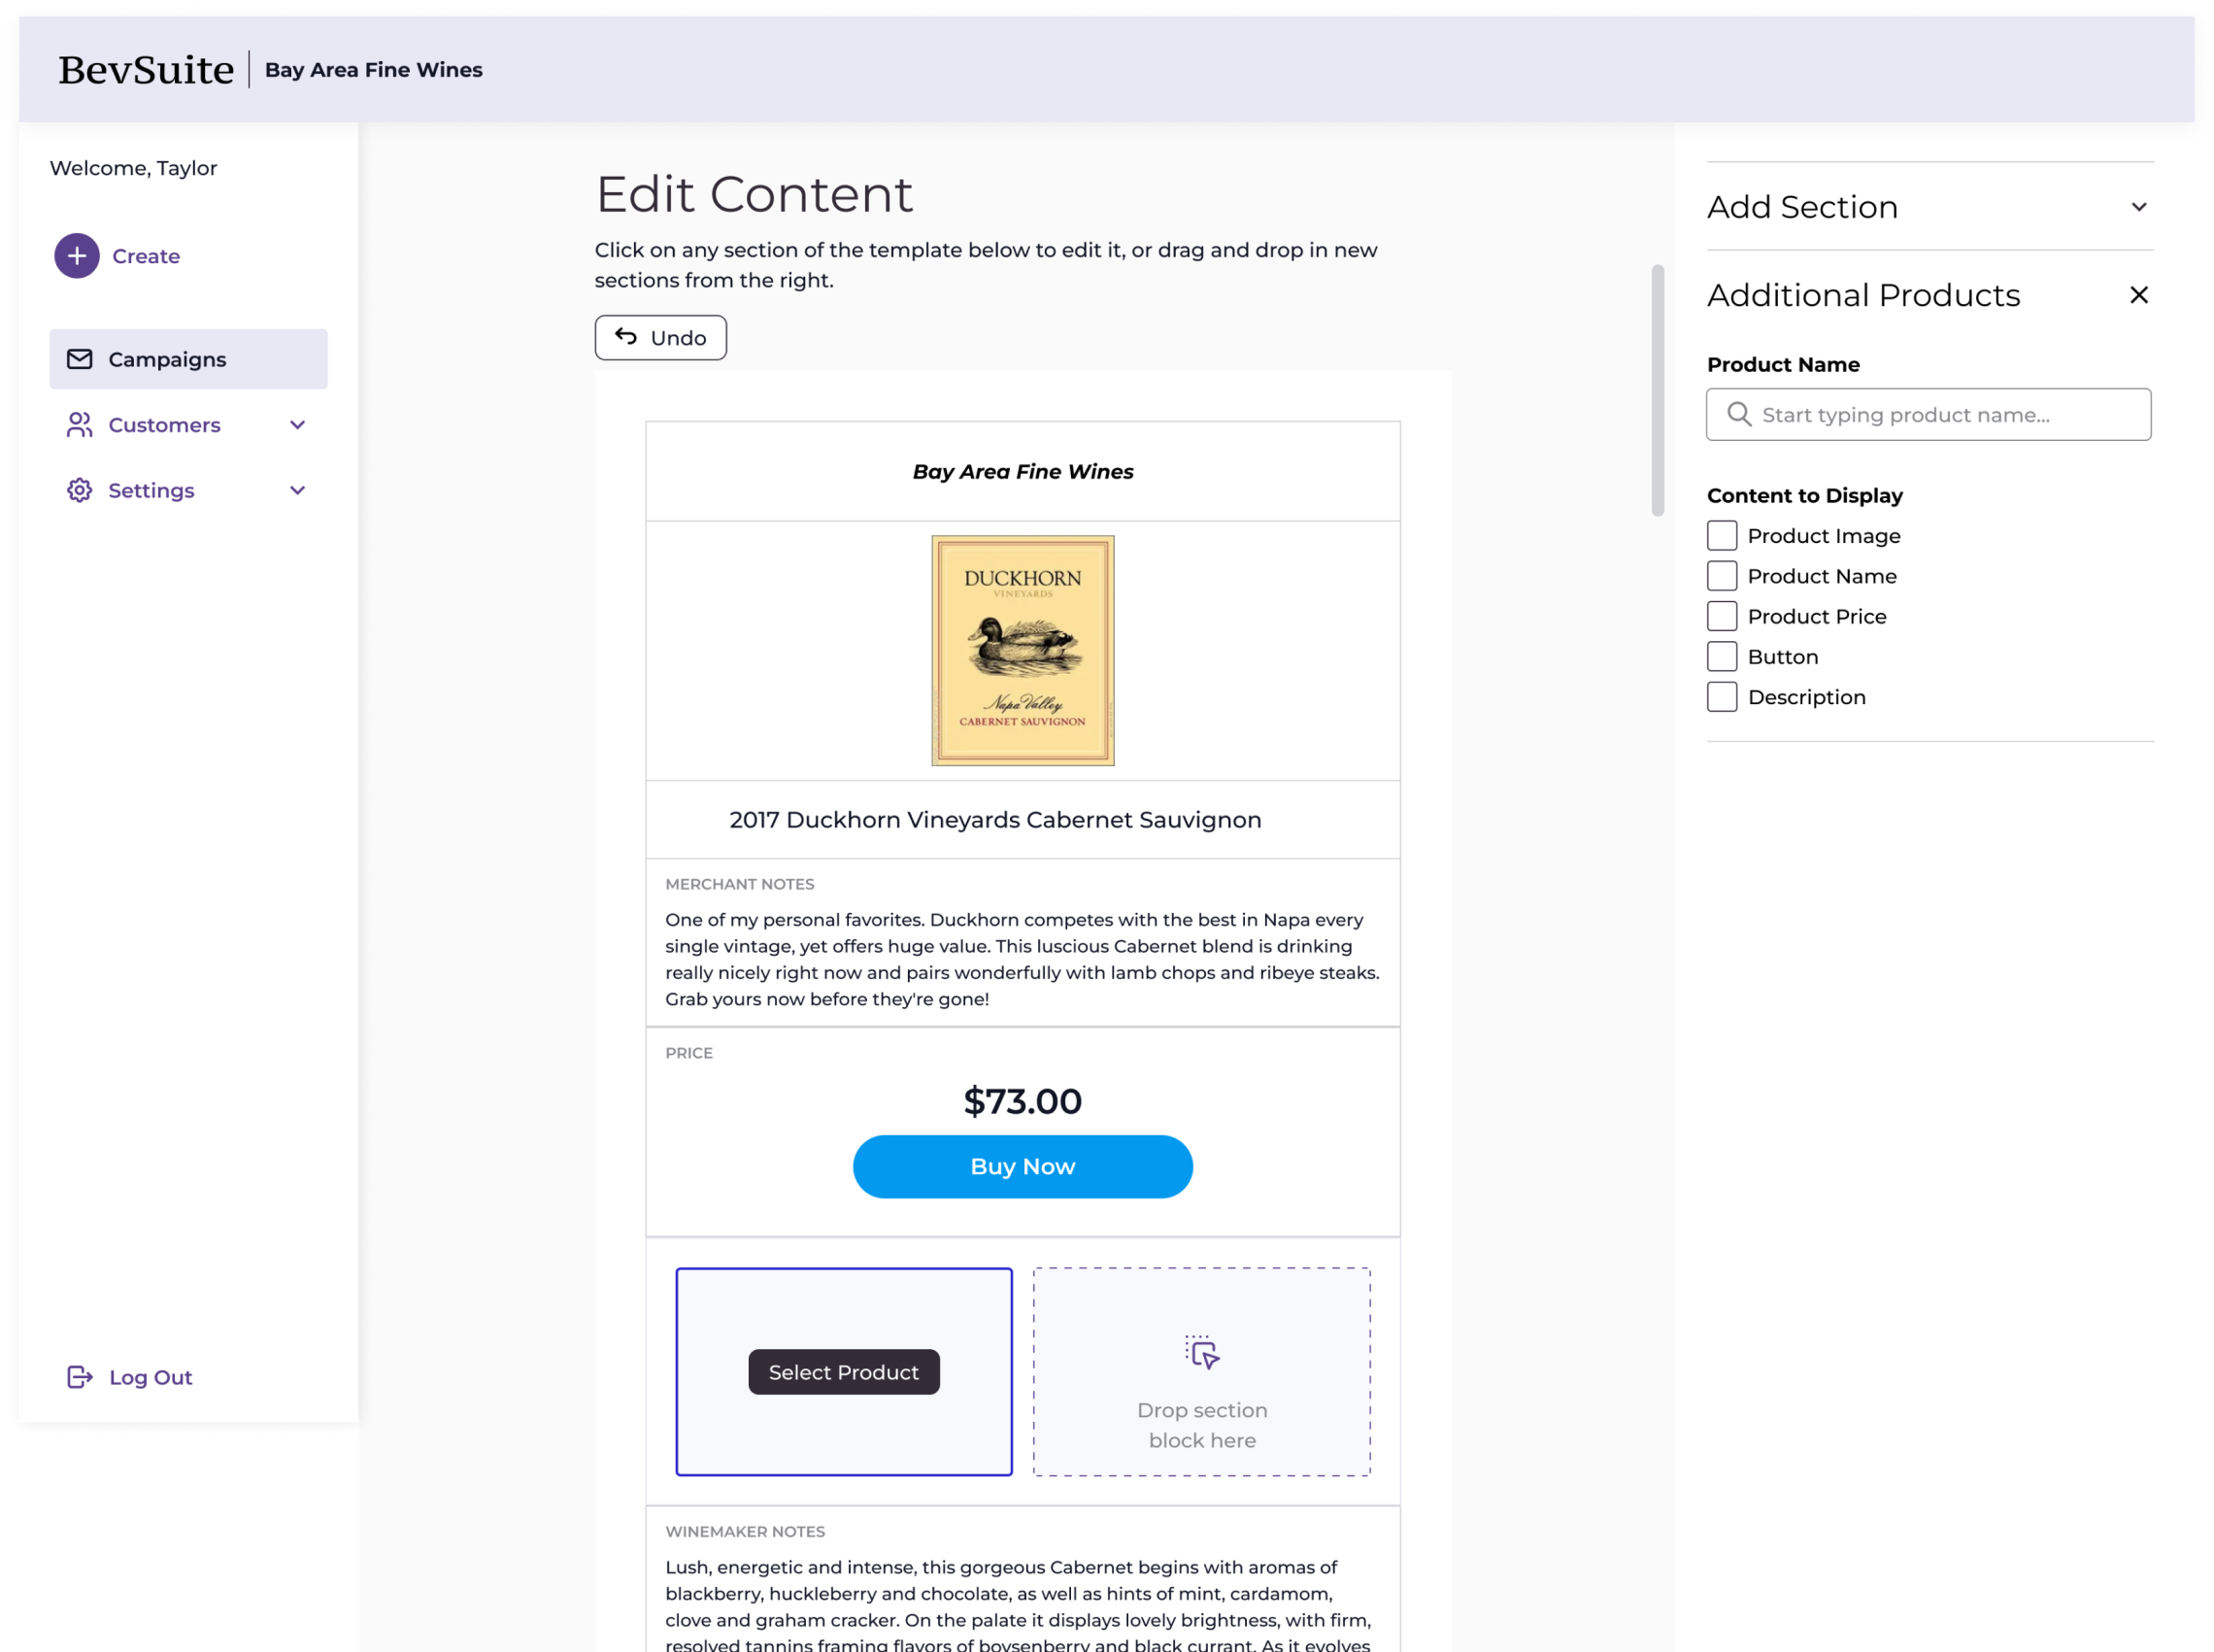 BevSuite
Bay Area Fine Wines
Welcome, Taylor
Create
Campaigns
Customers
Settings
Log Out
Edit Content
Click on any section of the template below to edit it, or drag and drop in new
sections from the right.
Undo
Bay Area Fine Wines
DUCKHORN
VINEYARDS
Napa Valley
CABERNET SAUVIGNON
2017 Duckhorn Vineyards Cabernet Sauvignon
MERCHANT NOTES
One of my personal favorites. Duckhorn competes with the best in Napa every
single vintage, yet offers huge value. This luscious Cabernet blend is drinking
really nicely right now and pairs wonderfully with lamb chops and ribeye steaks.
Grab yours now before they're gone!
PRICE
$73.00
Buy Now
Select Product
Drop section
block here
WINEMAKER NOTES
Lush, energetic and intense, this gorgeous Cabernet begins with aromas of
blackberry, huckleberry and chocolate, as well as hints of mint, cardamom,
clove and graham cracker. On the palate it displays lovely brightness, with firm,
resolved tannins framing flavors of boysenberry and black currant. As it evolves
Add Section
Additional Products
Product Name
Start typing product name...
Content to Display
Product Image
Product Name
Product Price
Button
Description